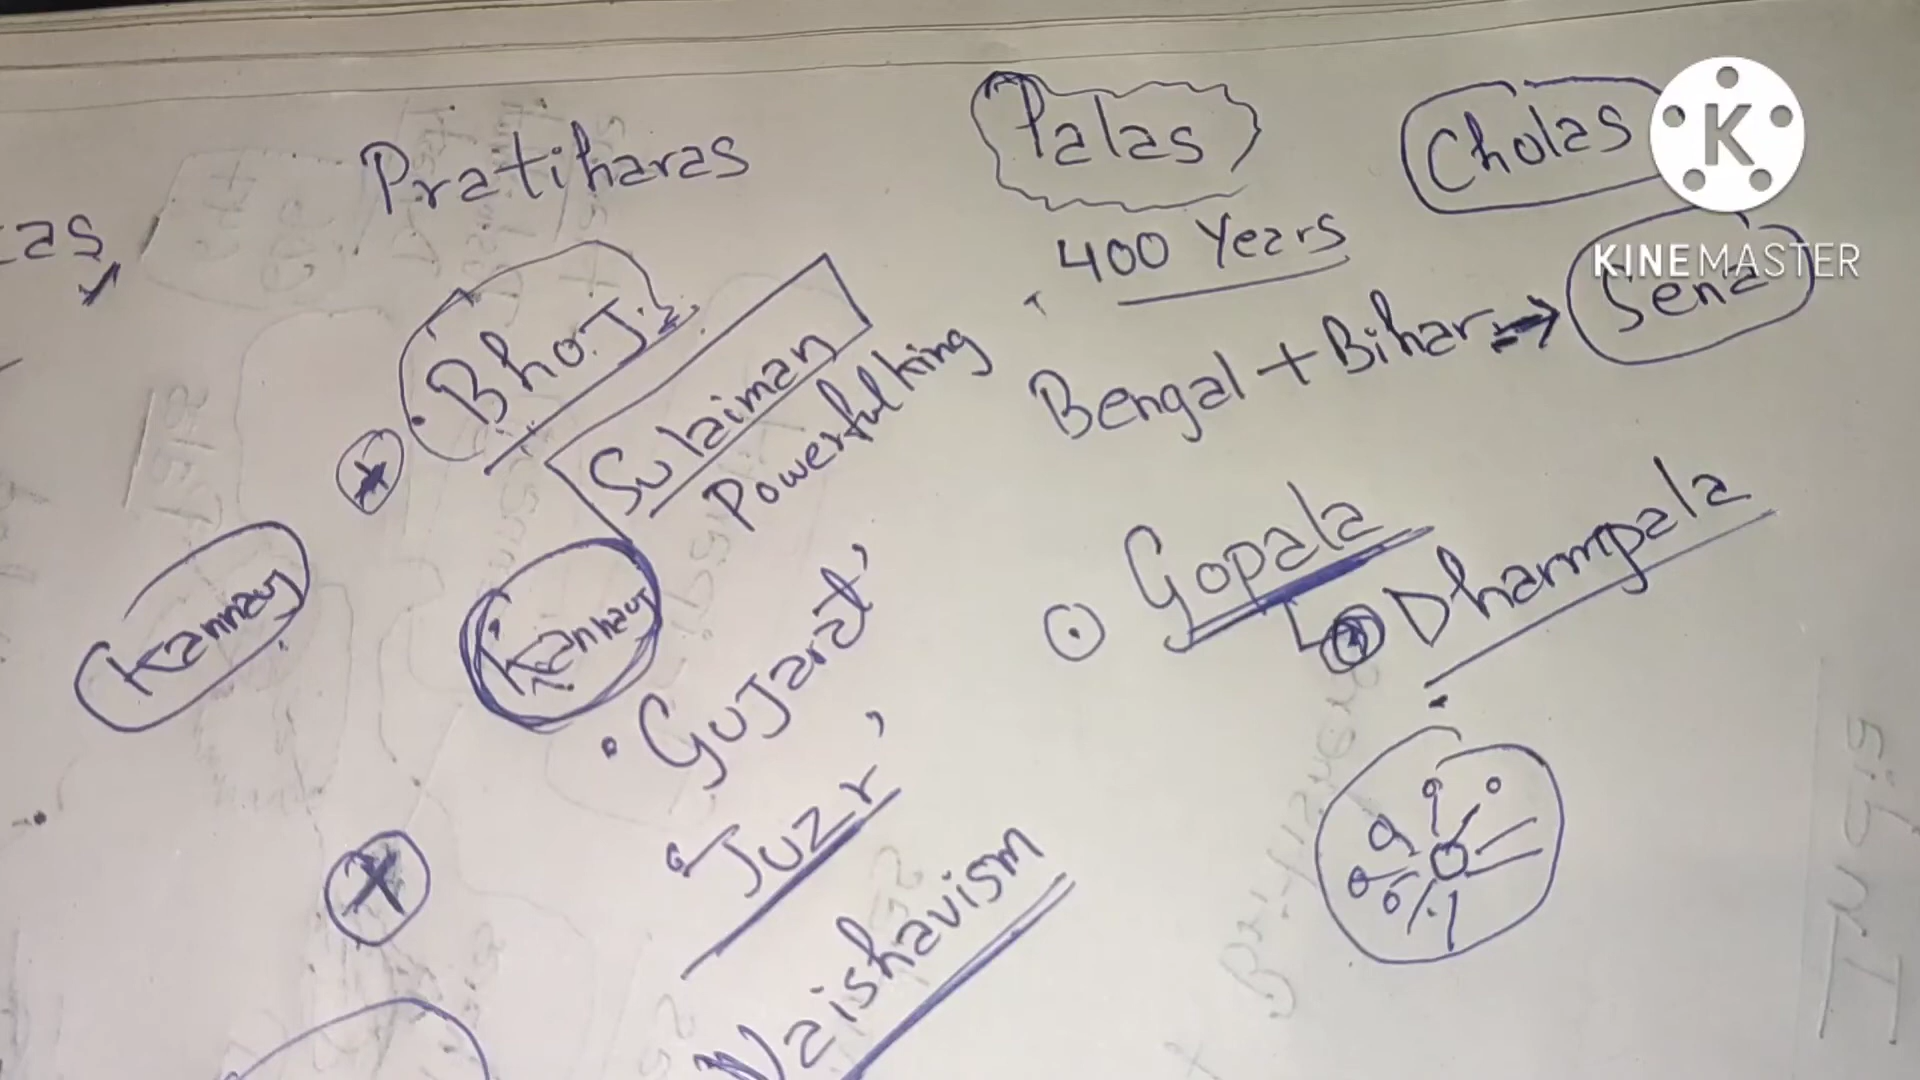 Pratiharas
Bhoj
Sulaiman
Powerful king
Kannauj
Kannauj
Gujarat
Juzr
Vaishavism
Palas
400 Years
Bengal + Bihar → Sena
Gopala
Dharmpala
Cholas
K
KINEMASTER